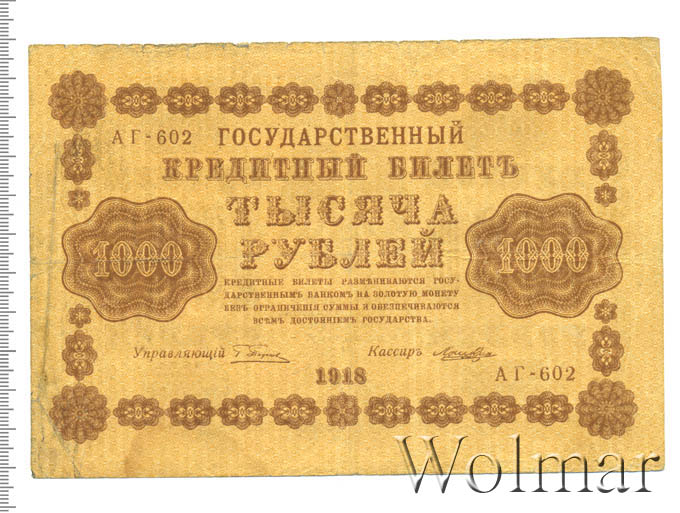 АГ-602 ГОСУДАРСТВЕННЫЙ
КРЕДИТНЫЙ БИЛЕТЪ
ТЫСЯЧА
РУБЛЕЙ
1000 1000
КРЕДИТНЫЕ БИЛЕТЫ РАЗМѢНИВАЮТСЯ ГОСУ-
ДАРСТВЕННЫМЪ БАНКОМЪ НА ЗОЛОТУЮ МОНЕТУ
БЕЗЪ ОГРАНИЧЕНІЯ СУММЫ И ОБЕЗПЕЧИВАЮТСЯ
ВСѢМЪ ДОСТОЯНІЕМЪ ГОСУДАРСТВА.
Управляющій Кассиръ
1918 АГ-602
Wolmar